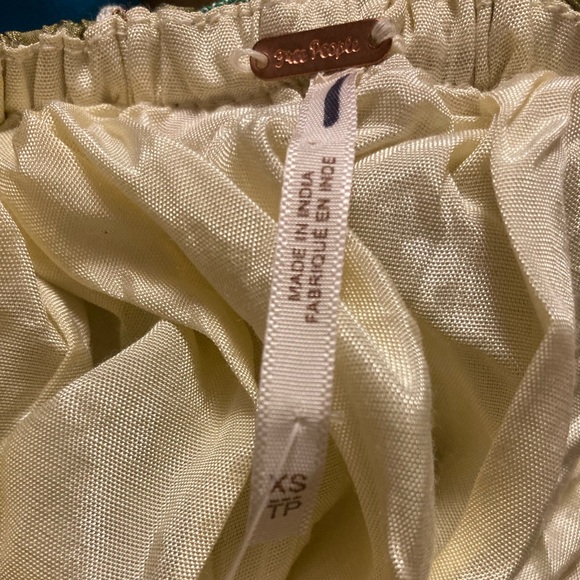 Free People
MADE IN INDIA
FABRIQUE EN INDE
XS
TP